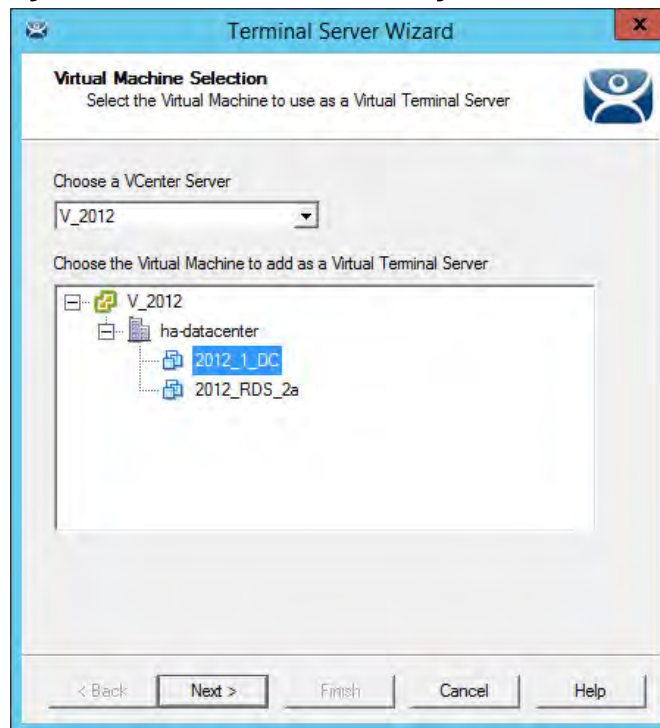 Terminal Server Wizard
x
Virtual Machine Selection
Select the Virtual Machine to use as a Virtual Terminal Server
Choose a VCenter Server
V_2012
Choose the Virtual Machine to add as a Virtual Terminal Server
V_2012
ha-datacenter
2012_1_DC
2012_RDS_2a
< Back Next > Finish Cancel Help